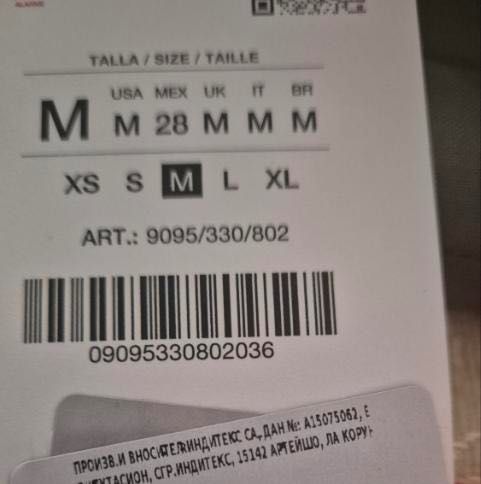 TALLA / SIZE / TAILLE
USA MEX UK IT BR
M M 28 M M M
XS S M L XL
ART.: 9095/330/802
09095330802036
ПРОИЗВ.И ВНОСИТЕЛ:ИНДИТЕКС СА, ДАН №: A15075062, Е
СГР.ИНДИТЕКС, 15142 АРТЕЙШО, ЛА КОРУ